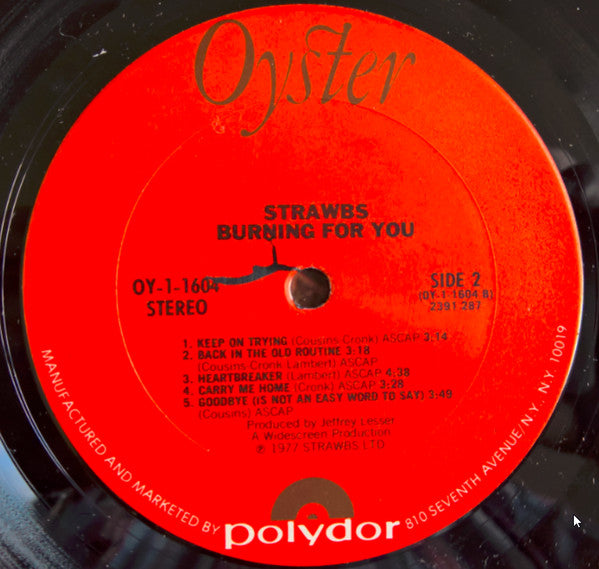 Oyster
STRAWBS
BURNING FOR YOU
OY-1-1604
STEREO
SIDE 2
(OY-1 1604 B)
2391 287
1. KEEP ON TRYING (Cousins-Cronk) ASCAP 3:14
2. BACK IN THE OLD ROUTINE 3:18
(Cousins-Cronk-Lambert) ASCAP
3. HEARTBREAKER (Lambert) ASCAP 4:38
4. CARRY ME HOME (Cronk) ASCAP 3:28
5. GOODBYE (IS NOT AN EASY WORD TO SAY) 3:49
(Cousins) ASCAP
Produced by Jeffrey Lesser
A Widescreen Production
℗ 1977 STRAWBS LTD
MANUFACTURED AND MARKETED BY polydor 810 SEVENTH AVENUE, N.Y. N.Y. 10019